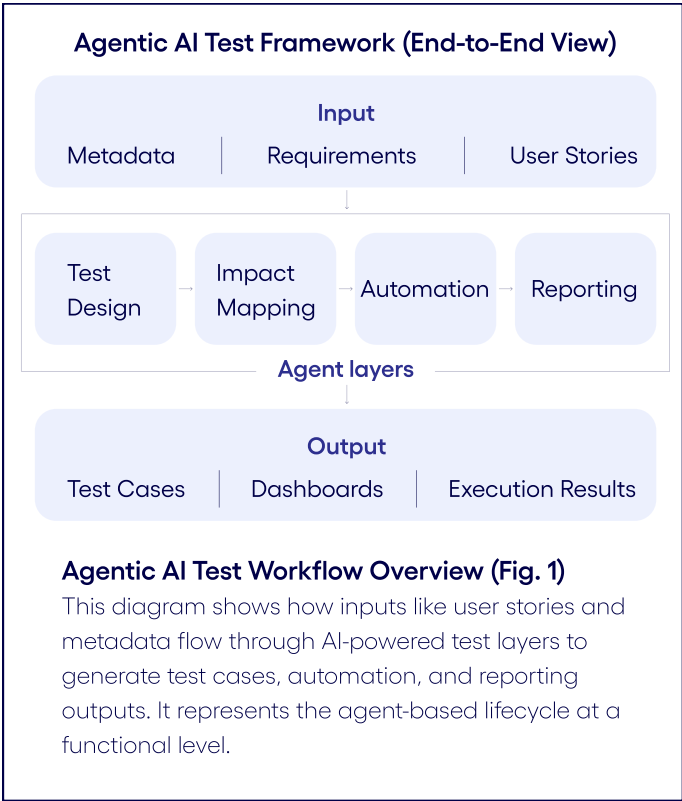 Agentic AI Test Framework (End-to-End View)
Input
Metadata
Requirements
User Stories
Test
Design
Impact
Mapping
Automation
Reporting
Agent layers
Output
Test Cases
Dashboards
Execution Results
Agentic AI Test Workflow Overview (Fig. 1)
This diagram shows how inputs like user stories and
metadata flow through AI-powered test layers to
generate test cases, automation, and reporting
outputs. It represents the agent-based lifecycle at a
functional level.